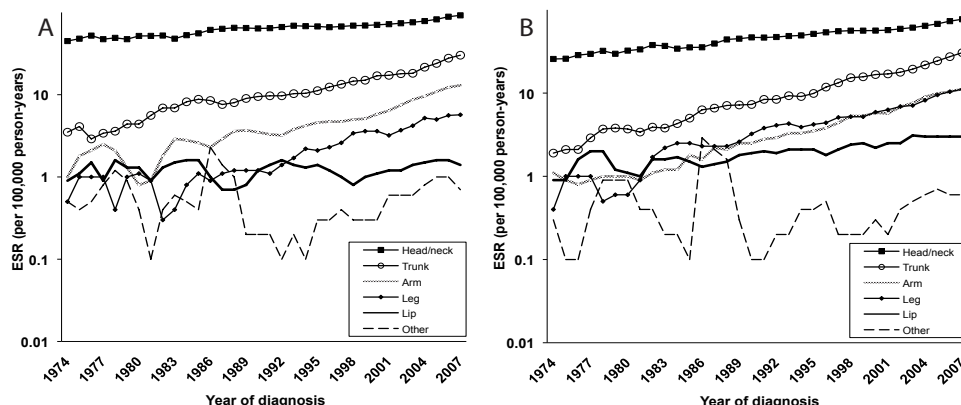 A
ESR (per 100,000 person-years)
10
1
0.1
0.01
Head/neck
Trunk
Arm
Leg
Lip
Other
1974
1977
1980
1983
1986
1989
1992
1995
1998
2001
2004
2007
Year of diagnosis
B
ESR (per 100,000 person-years)
10
1
0.1
0.01
Head/neck
Trunk
Arm
Leg
Lip
Other
1974
1977
1980
1983
1986
1989
1992
1995
1998
2001
2004
2007
Year of diagnosis